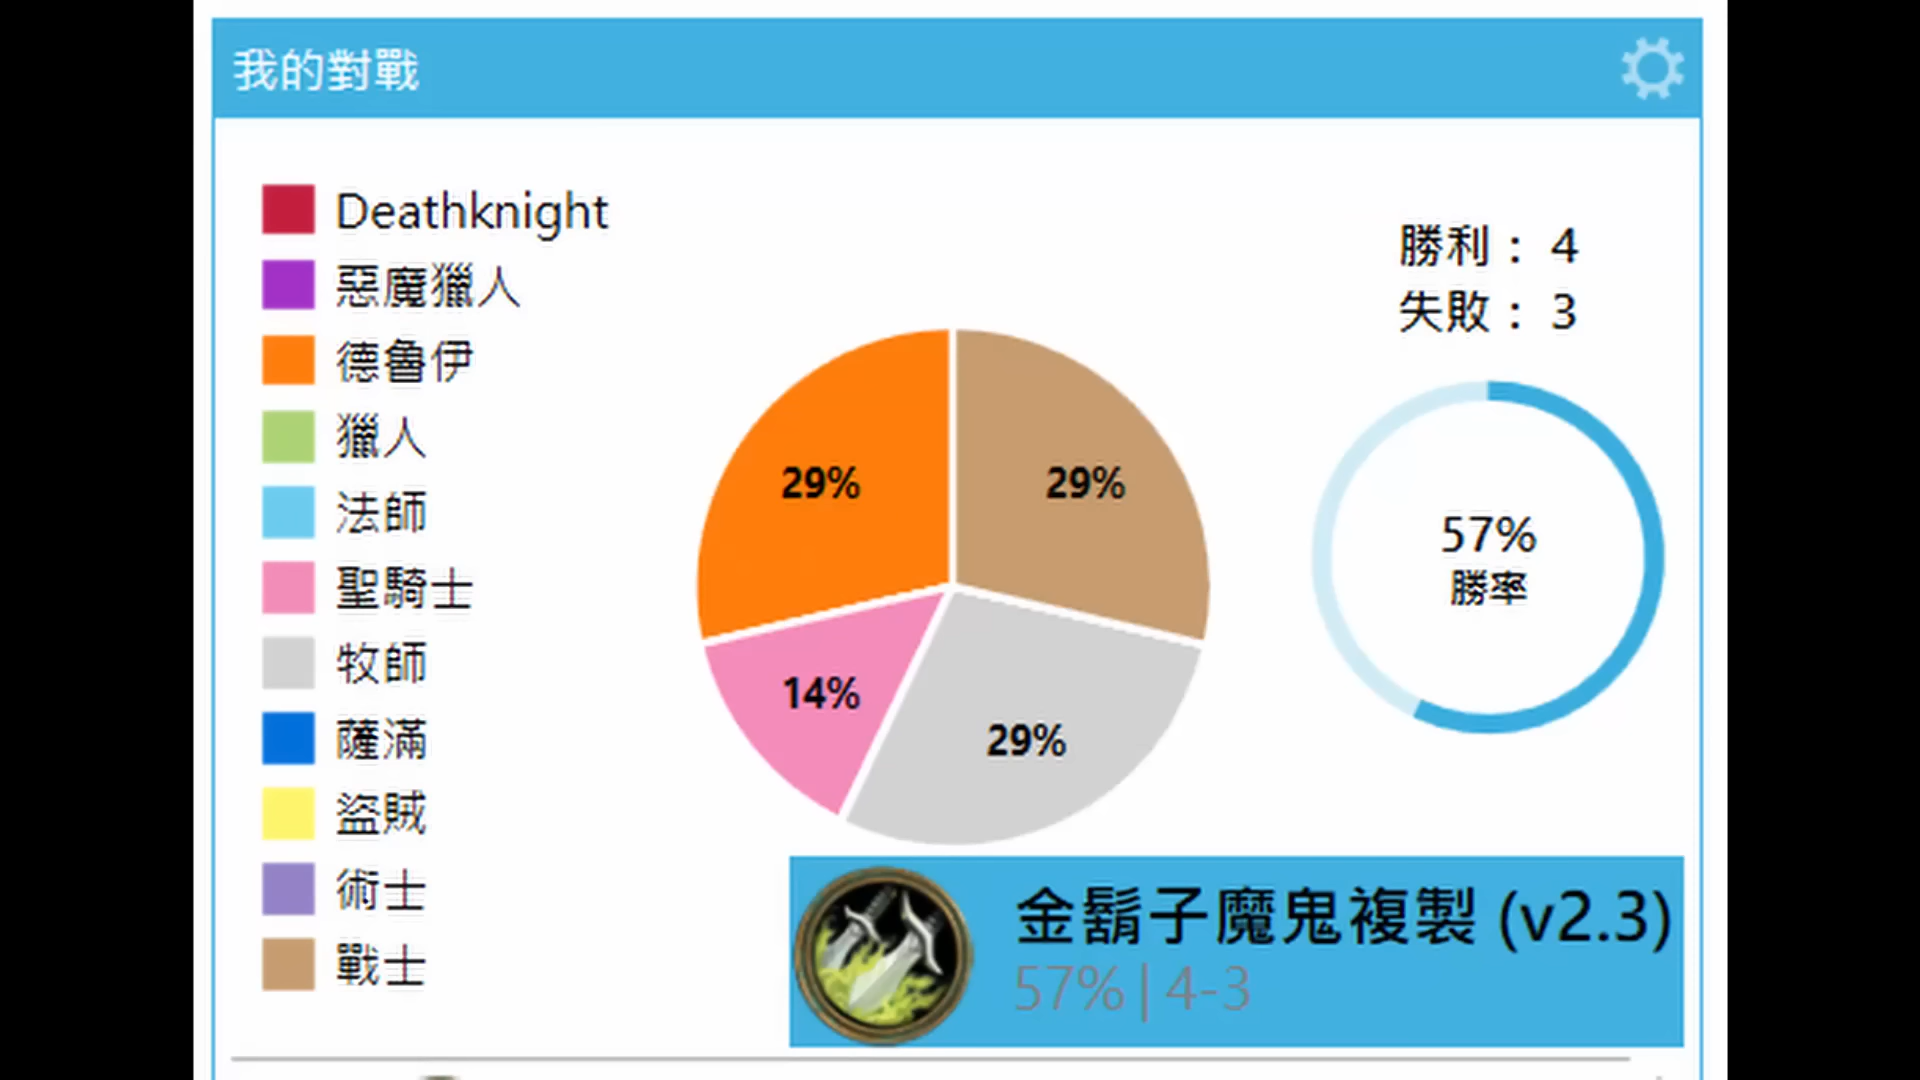 我的對戰
Deathknight
惡魔獵人
德魯伊
獵人
法師
聖騎士
牧師
薩滿
盜賊
術士
戰士
29%
29%
14%
29%
勝利： 4
失敗： 3
57%
勝率
金鬍子魔鬼複製 (v2.3)
57% | 4-3